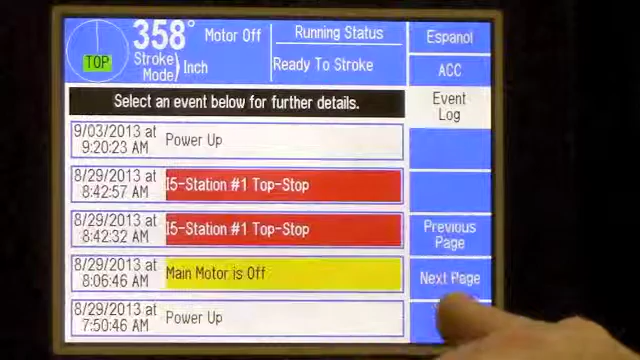 TOP
358°
Motor Off
Stroke
Mode
Inch
Running Status
Ready To Stroke
Espanol
ACC
Event
Log
Select an event below for further details.
9/03/2013 at
9:20:23 AM
Power Up
8/29/2013 at
8:42:57 AM
I5-Station #1 Top-Stop
8/29/2013 at
8:42:32 AM
I5-Station #1 Top-Stop
8/29/2013 at
8:06:46 AM
Main Motor is Off
8/29/2013 at
7:50:46 AM
Power Up
Previous
Page
Next Page